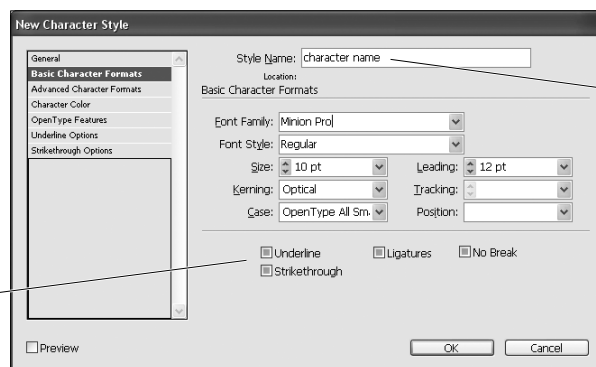 New Character Style
General
Basic Character Formats
Advanced Character Formats
Character Color
OpenType Features
Underline Options
Strikethrough Options
Style Name: character name
Location:
Basic Character Formats
Font Family: Minion Pro
Font Style: Regular
Size: 10 pt Leading: 12 pt
Kerning: Optical Tracking:
Case: OpenType All Sm Position:
Underline Ligatures No Break
Strikethrough
Preview OK Cancel